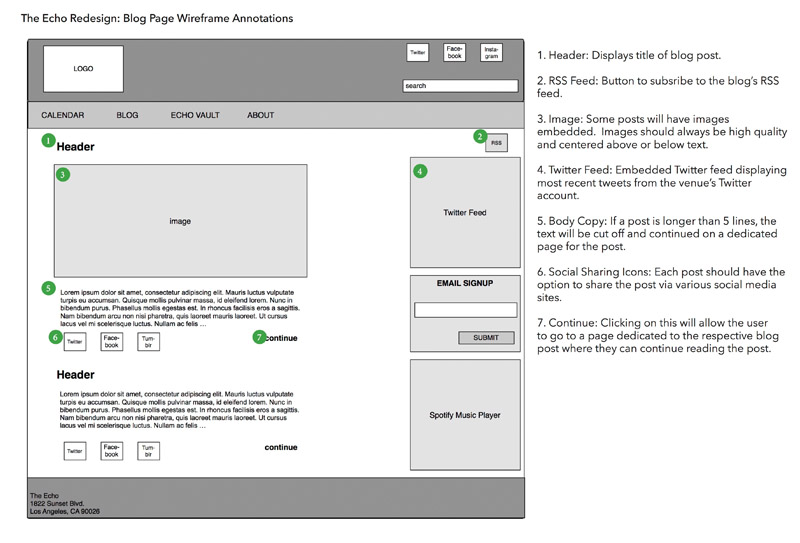 The Echo Redesign: Blog Page Wireframe Annotations
LOGO
Twitter
Face-
book
Insta-
gram
search
CALENDAR BLOG ECHO VAULT ABOUT
1 Header
2 RSS
3
image
4
Twitter Feed
5
Lorem ipsum dolor sit amet, consectetur adipiscing elit. Mauris luctus vulputate
turpis eu accumsan. Quisque mollis pulvinar massa, id eleifend lorem. Nunc in
bibendum purus. Phasellus mollis est enim. In rhoncus facilisis eros a sagittis.
Nam bibendum arcu non nisi pharetra, quis laoreet mauris laoreet. Ut cursus
lacus vel mi scelerisque luctus. Nullam ac felis ...
6 Twitter
Face-
book
Tum-
blr
7 continue
EMAIL SIGNUP
SUBMIT
Header
Lorem ipsum dolor sit amet, consectetur adipiscing elit. Mauris luctus vulputate
turpis eu accumsan. Quisque mollis pulvinar massa, id eleifend lorem. Nunc in
bibendum purus. Phasellus mollis est enim. In rhoncus facilisis eros a sagittis.
Nam bibendum arcu non nisi pharetra, quis laoreet mauris laoreet. Ut cursus
lacus vel mi scelerisque luctus. Nullam ac felis ...
Twitter
Face-
book
Tum-
blr
continue
Spotify Music Player
The Echo
1822 Sunset Blvd.
Los Angeles, CA 90026
1. Header: Displays title of blog post.
2. RSS Feed: Button to subsribe to the blog's RSS
feed.
3. Image: Some posts will have images
embedded. Images should always be high quality
and centered above or below text.
4. Twitter Feed: Embedded Twitter feed displaying
most recent tweets from the venue's Twitter
account.
5. Body Copy: If a post is longer than 5 lines, the
text will be cut off and continued on a dedicated
page for the post.
6. Social Sharing Icons: Each post should have the
option to share the post via various social media
sites.
7. Continue: Clicking on this will allow the user
to go to a page dedicated to the respective blog
post where they can continue reading the post.